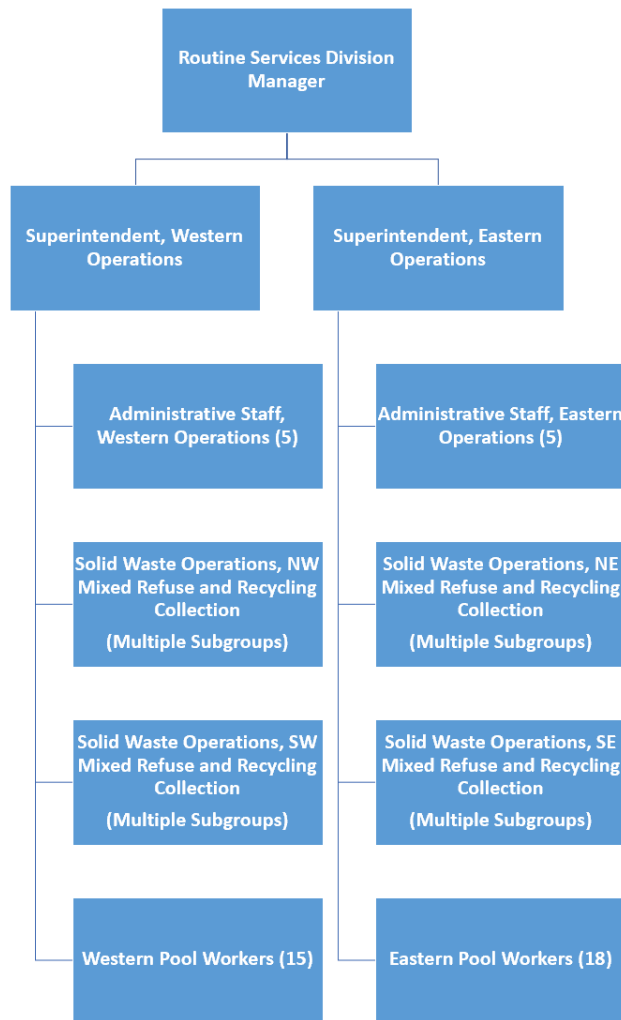 Routine Services Division
Manager
Superintendent, Western
Operations
Superintendent, Eastern
Operations
Administrative Staff,
Western Operations (5)
Administrative Staff, Eastern
Operations (5)
Solid Waste Operations, NW
Mixed Refuse and Recycling
Collection
(Multiple Subgroups)
Solid Waste Operations, NE
Mixed Refuse and Recycling
Collection
(Multiple Subgroups)
Solid Waste Operations, SW
Mixed Refuse and Recycling
Collection
(Multiple Subgroups)
Solid Waste Operations, SE
Mixed Refuse and Recycling
Collection
(Multiple Subgroups)
Western Pool Workers (15)
Eastern Pool Workers (18)